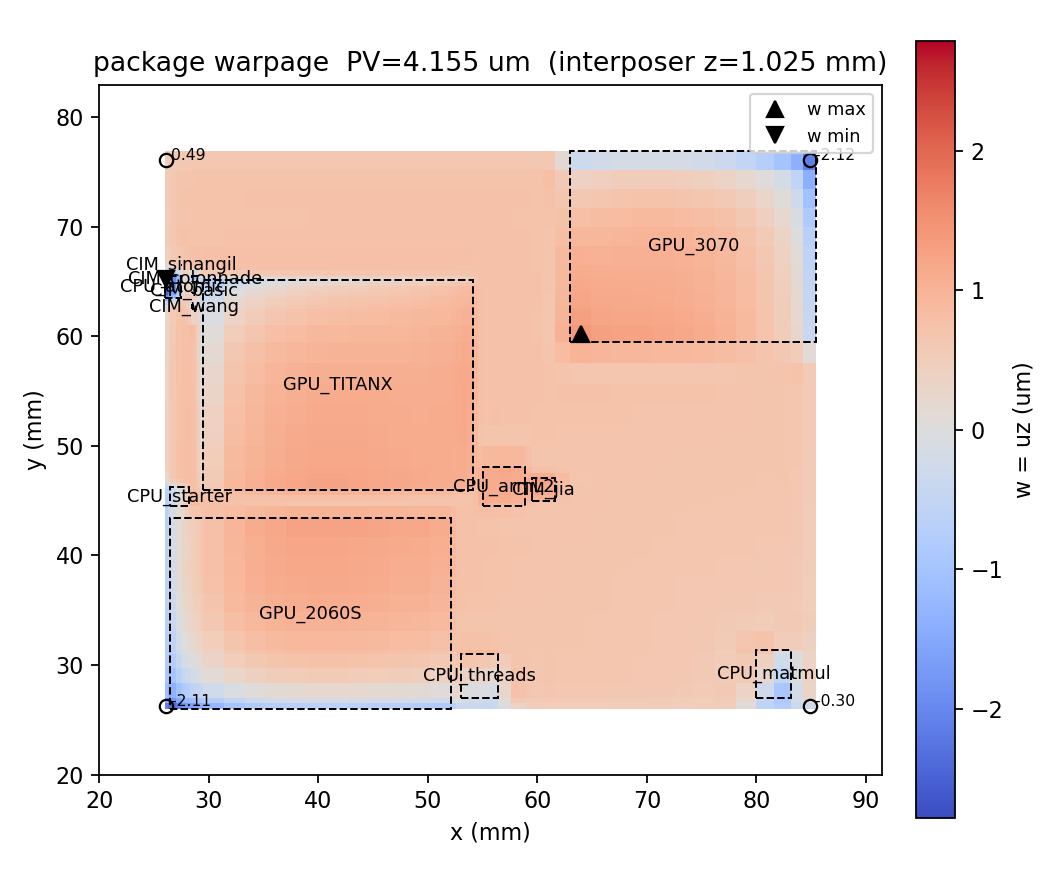 package warpage PV=4.155 um (interposer z=1.025 mm)
w max
w min
0.49
-2.12
-2.11
-0.30
GPU_3070
CIM_sinangil
CIM_colonnade
CIM_basic
CIM_wang
GPU_TITANX
CPU_starter
GPU_2060S
CPU_threads
CPU_matmul
80
70
60
50
40
30
20
y (mm)
20
30
40
50
60
70
80
90
x (mm)
2
1
0
−1
−2
w = uz (um)